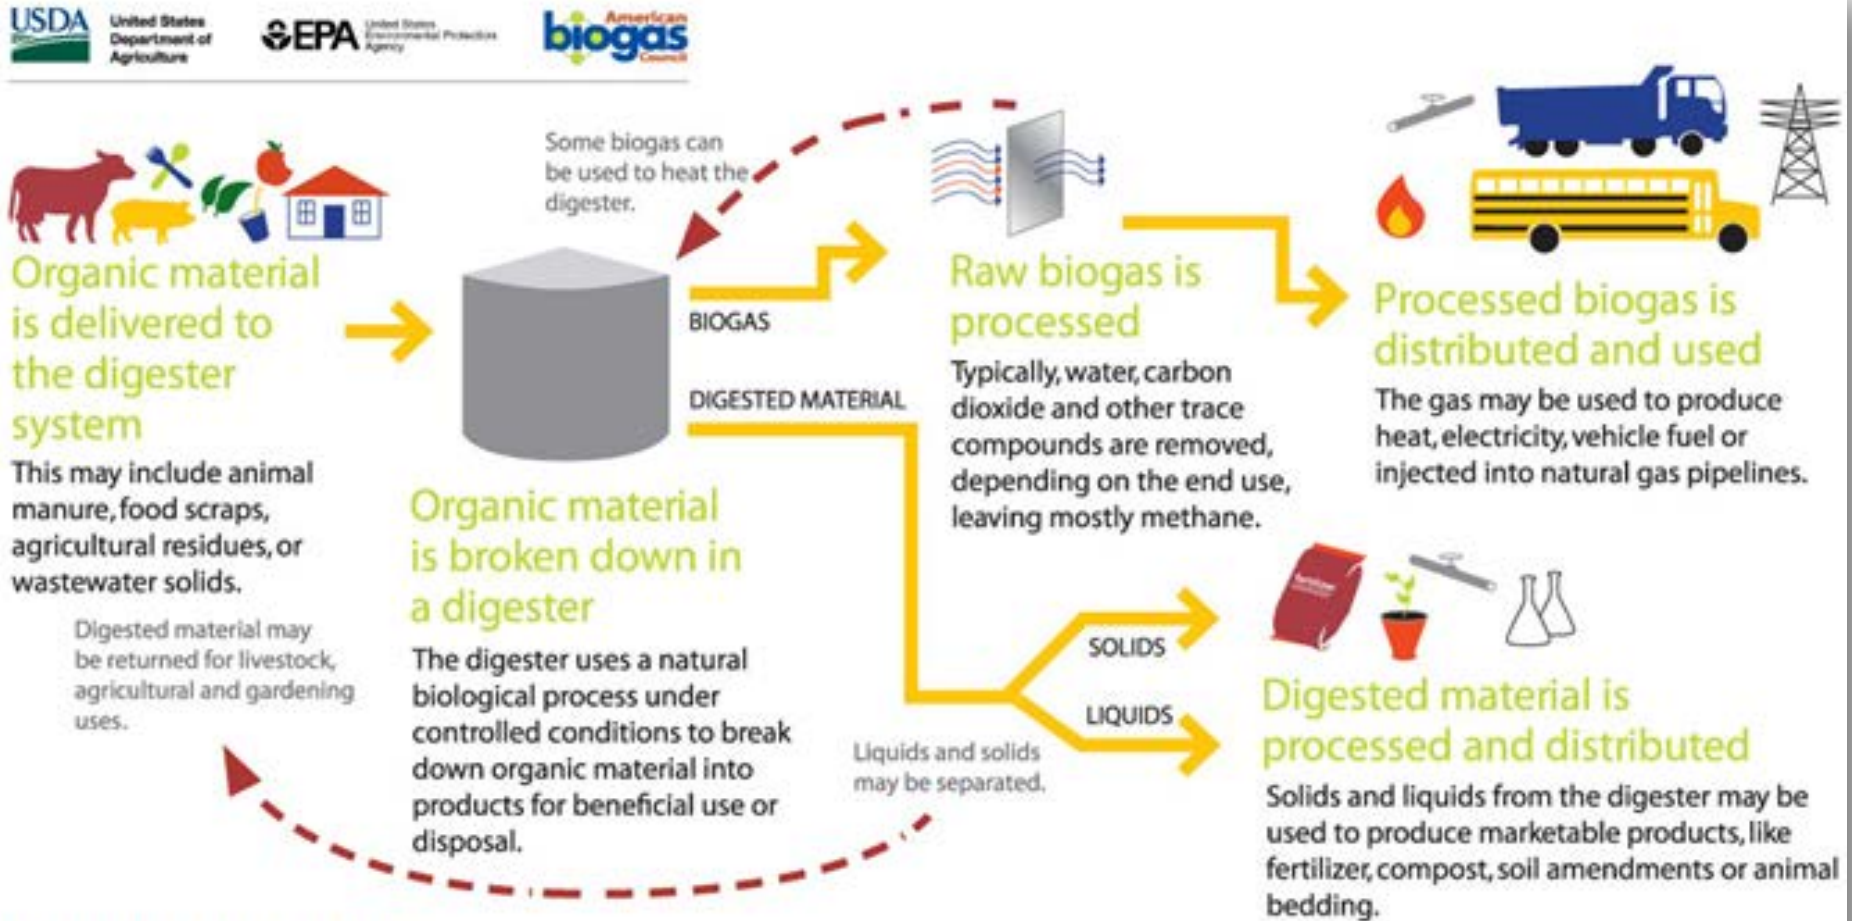 USDA
United States
Department of
Agriculture
EPA
United States
Environmental Protection
Agency
American
biogas
Council
Organic material
is delivered to
the digester
system
This may include animal
manure, food scraps,
agricultural residues, or
wastewater solids.
Digested material may
be returned for livestock,
agricultural and gardening
uses.
Some biogas can
be used to heat the
digester.
BIOGAS
DIGESTED MATERIAL
Organic material
is broken down in
a digester
The digester uses a natural
biological process under
controlled conditions to break
down organic material into
products for beneficial use or
disposal.
Raw biogas is
processed
Typically, water, carbon
dioxide and other trace
compounds are removed,
depending on the end use,
leaving mostly methane.
Processed biogas is
distributed and used
The gas may be used to produce
heat, electricity, vehicle fuel or
injected into natural gas pipelines.
SOLIDS
LIQUIDS
Liquids and solids
may be separated.
fertilizer
Digested material is
processed and distributed
Solids and liquids from the digester may be
used to produce marketable products, like
fertilizer, compost, soil amendments or animal
bedding.